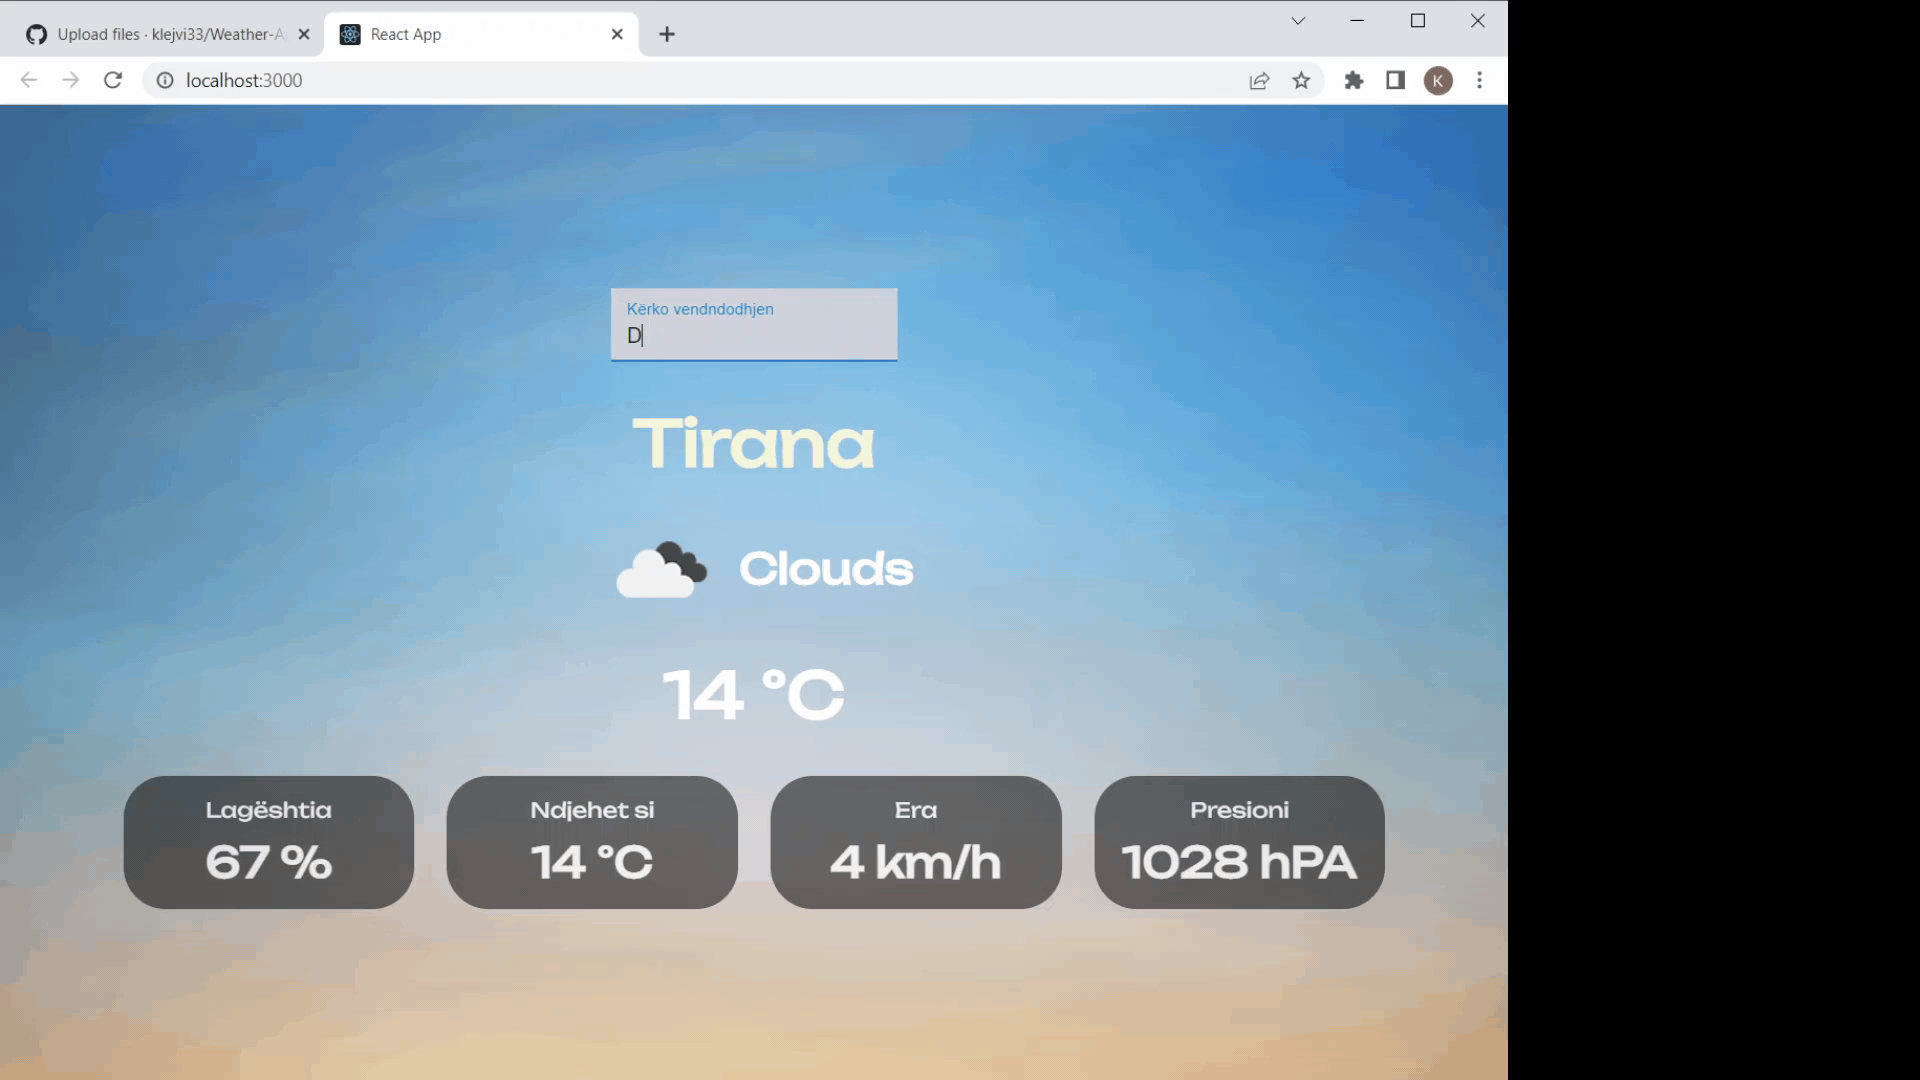 Upload files · klejvi33/Weather-A
React App
localhost:3000
K
Kërko vendndodhjen
D
Tirana
Clouds
14 °C
Lagështia
67 %
Ndjehet si
14 °C
Era
4 km/h
Presioni
1028 hPA